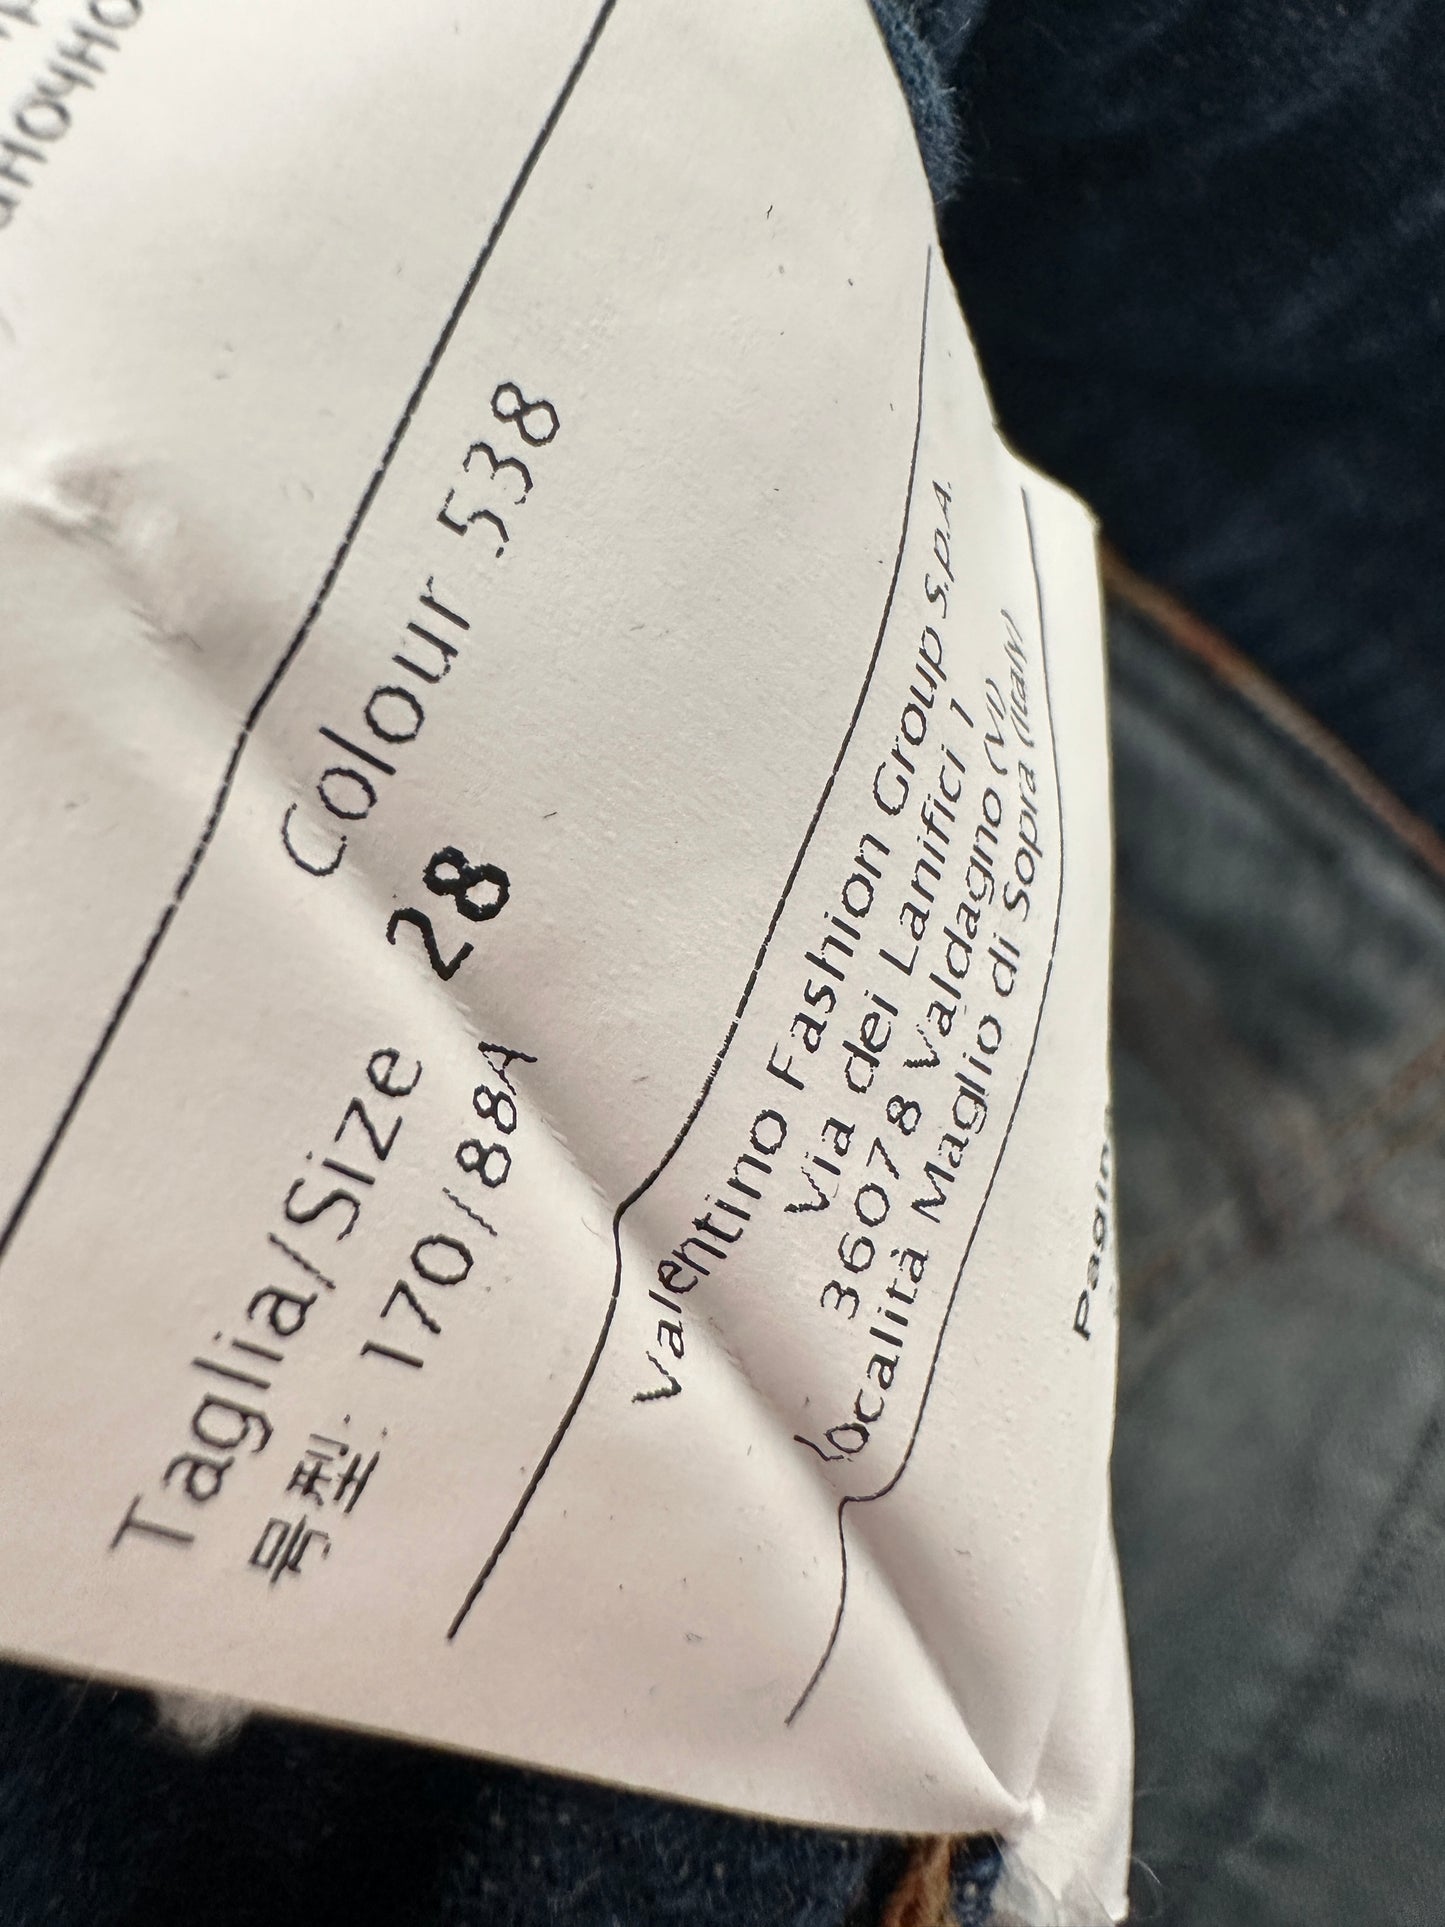 Colour 538
Taglia/Size 28
号型: 170/88A
Valentino Fashion Group S.p.A.
Via dei Lanifici 1
36078 Valdagno (VI)
Località Maglio di Sopra (Italy)